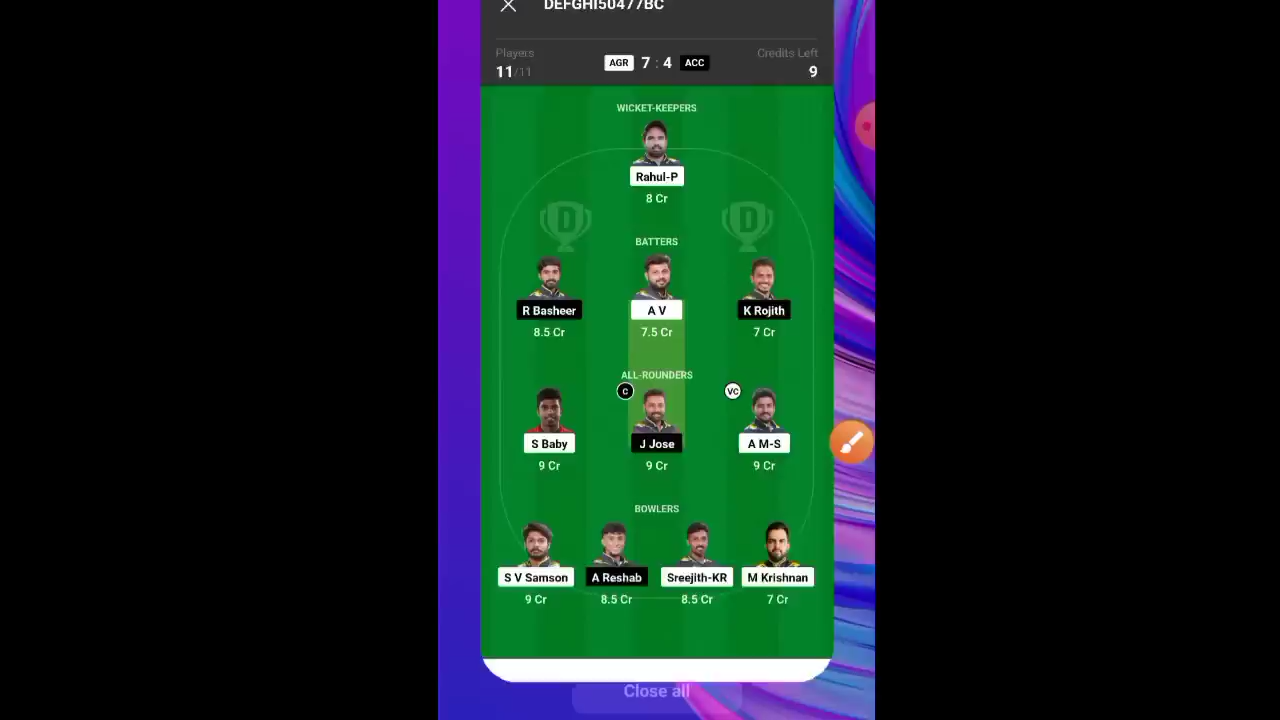 DEFGHI50477BC
Players
Credits Left
11/11
AGR 7 : 4 ACC
9
WICKET-KEEPERS
Rahul-P
8 Cr
D D
BATTERS
R Basheer A V K Rojith
8.5 Cr 7.5 Cr 7 Cr
ALL-ROUNDERS
C VC
S Baby J Jose A M-S
9 Cr 9 Cr 9 Cr
BOWLERS
S V Samson A Reshab Sreejith-KR M Krishnan
9 Cr 8.5 Cr 8.5 Cr 7 Cr
Close all